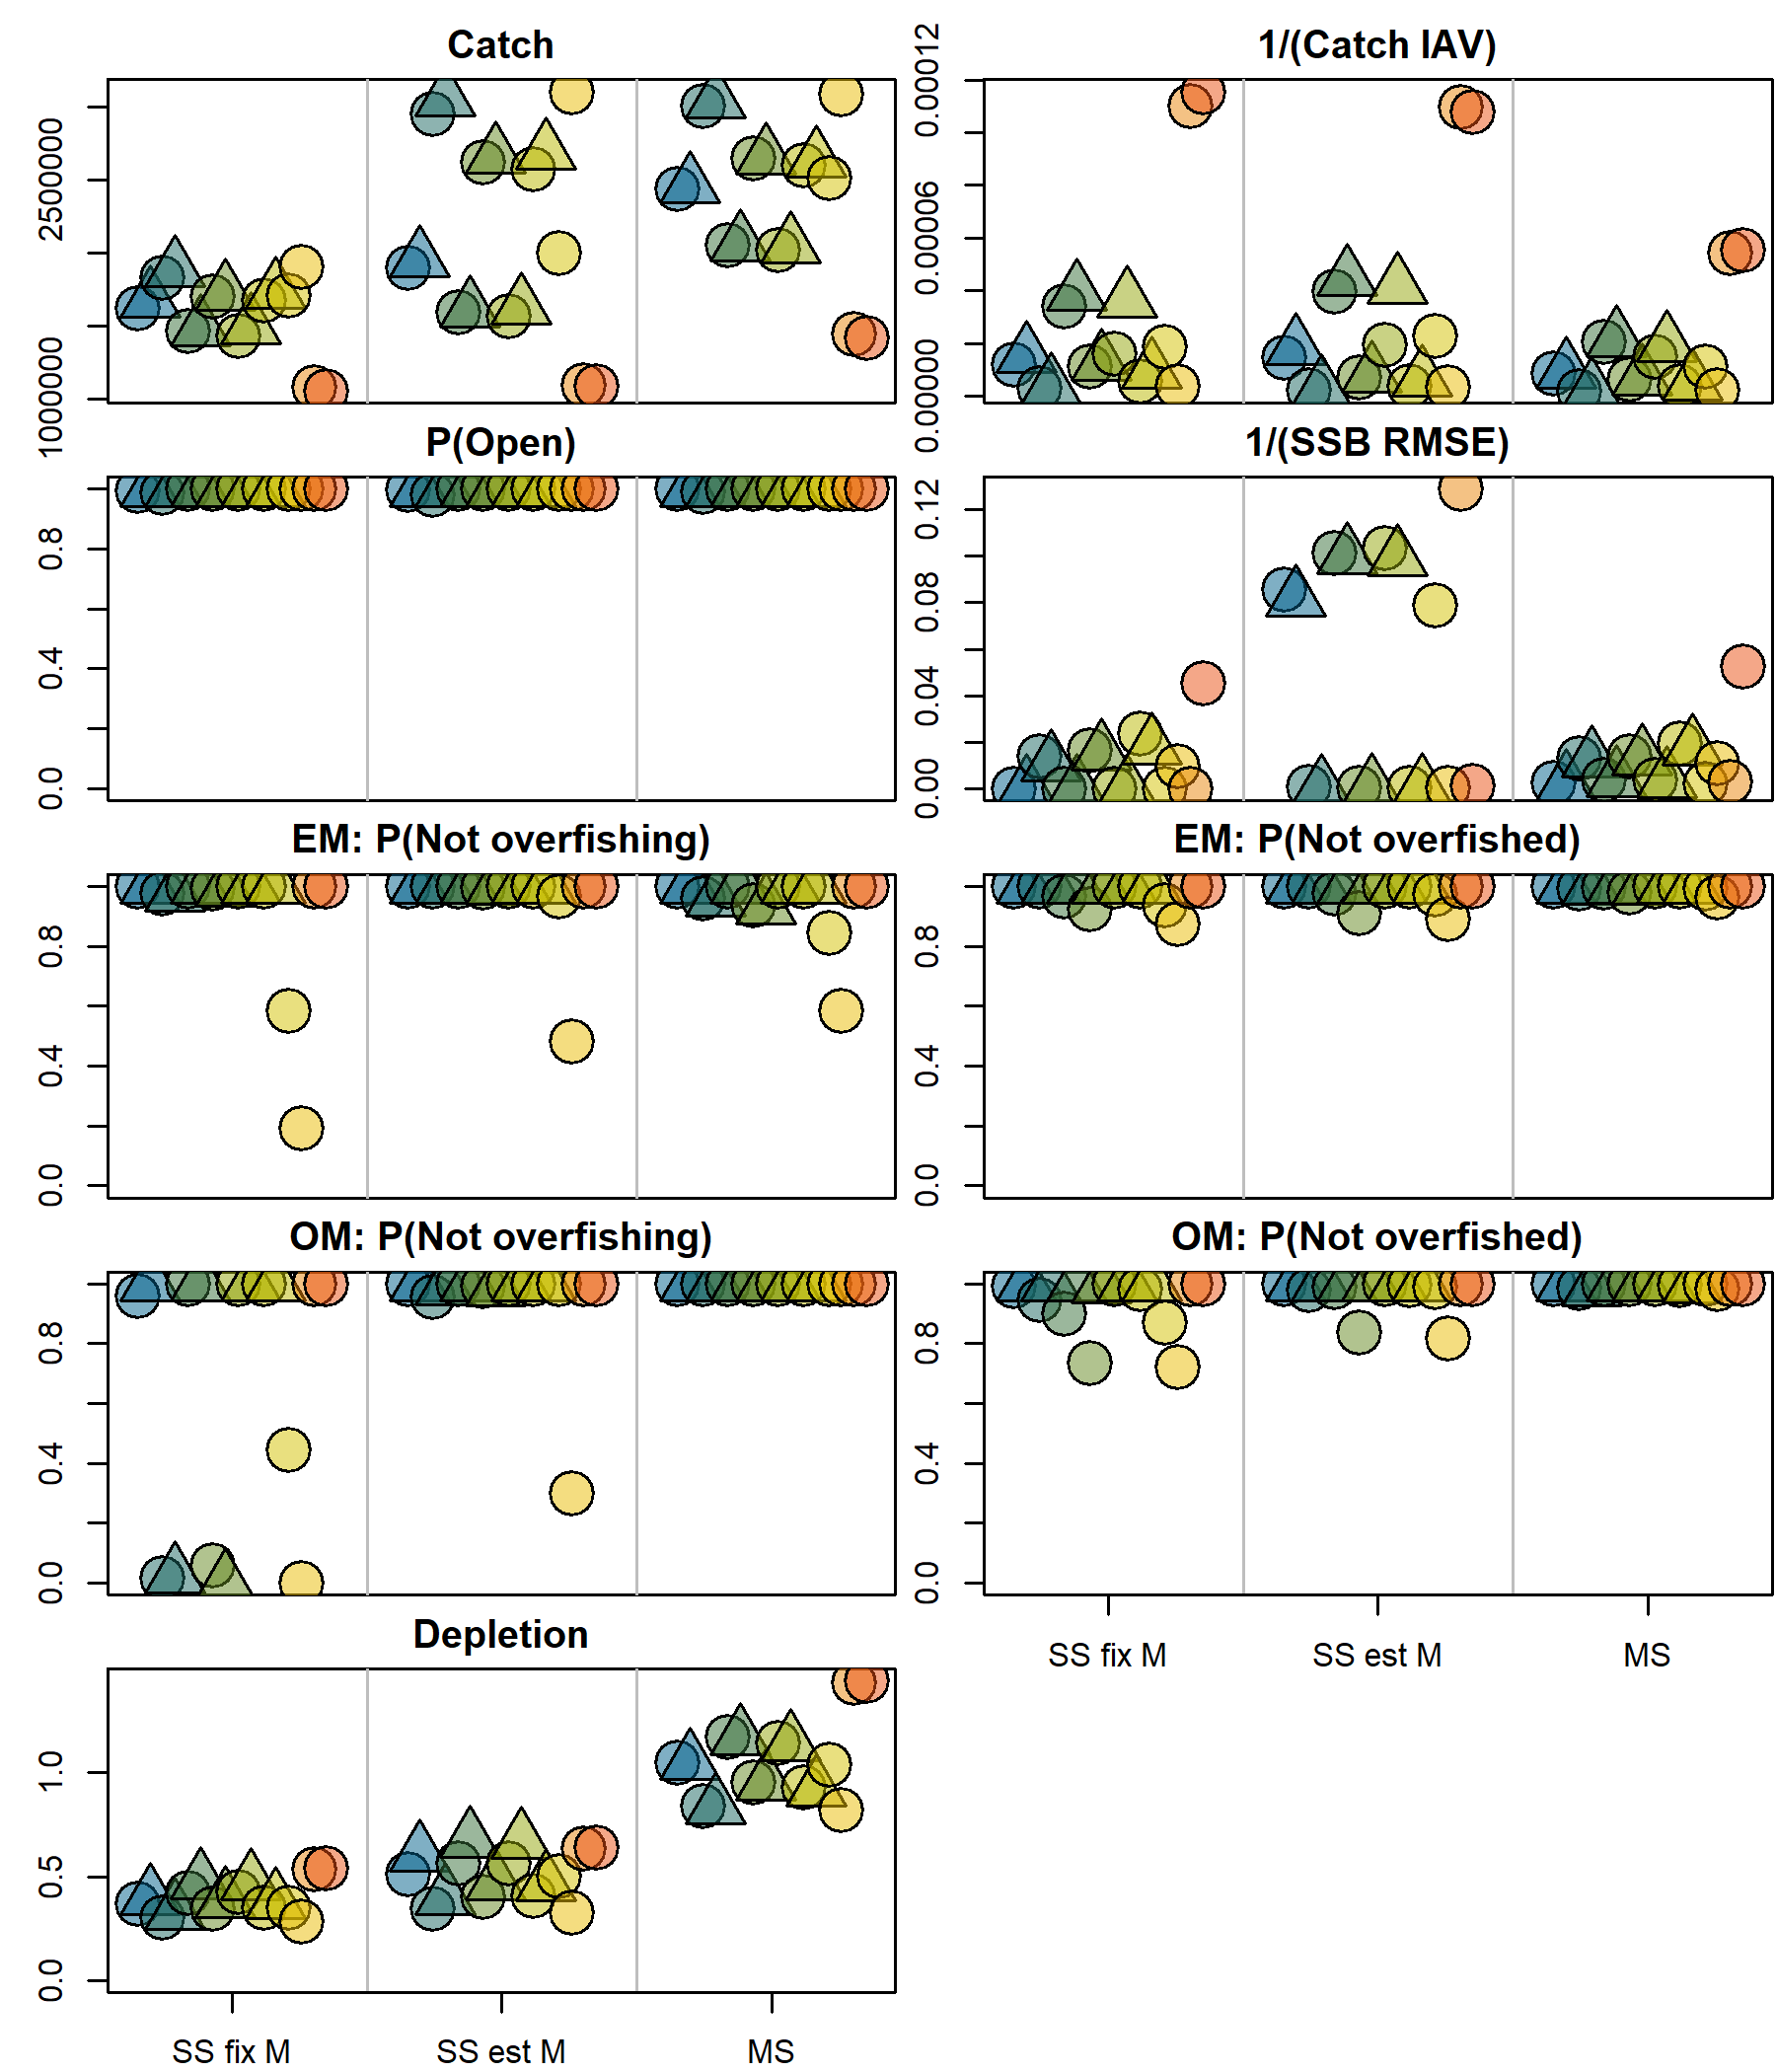 Catch
1/(Catch IAV)
1000000 2500000
0.00000 0.00006 0.00012
P(Open)
1/(SSB RMSE)
0.0 0.4 0.8
0.00 0.04 0.08 0.12
EM: P(Not overfishing)
EM: P(Not overfished)
0.0 0.4 0.8
0.0 0.4 0.8
OM: P(Not overfishing)
OM: P(Not overfished)
0.0 0.4 0.8
0.0 0.4 0.8
SS fix M SS est M MS
Depletion
0.0 0.5 1.0
SS fix M SS est M MS